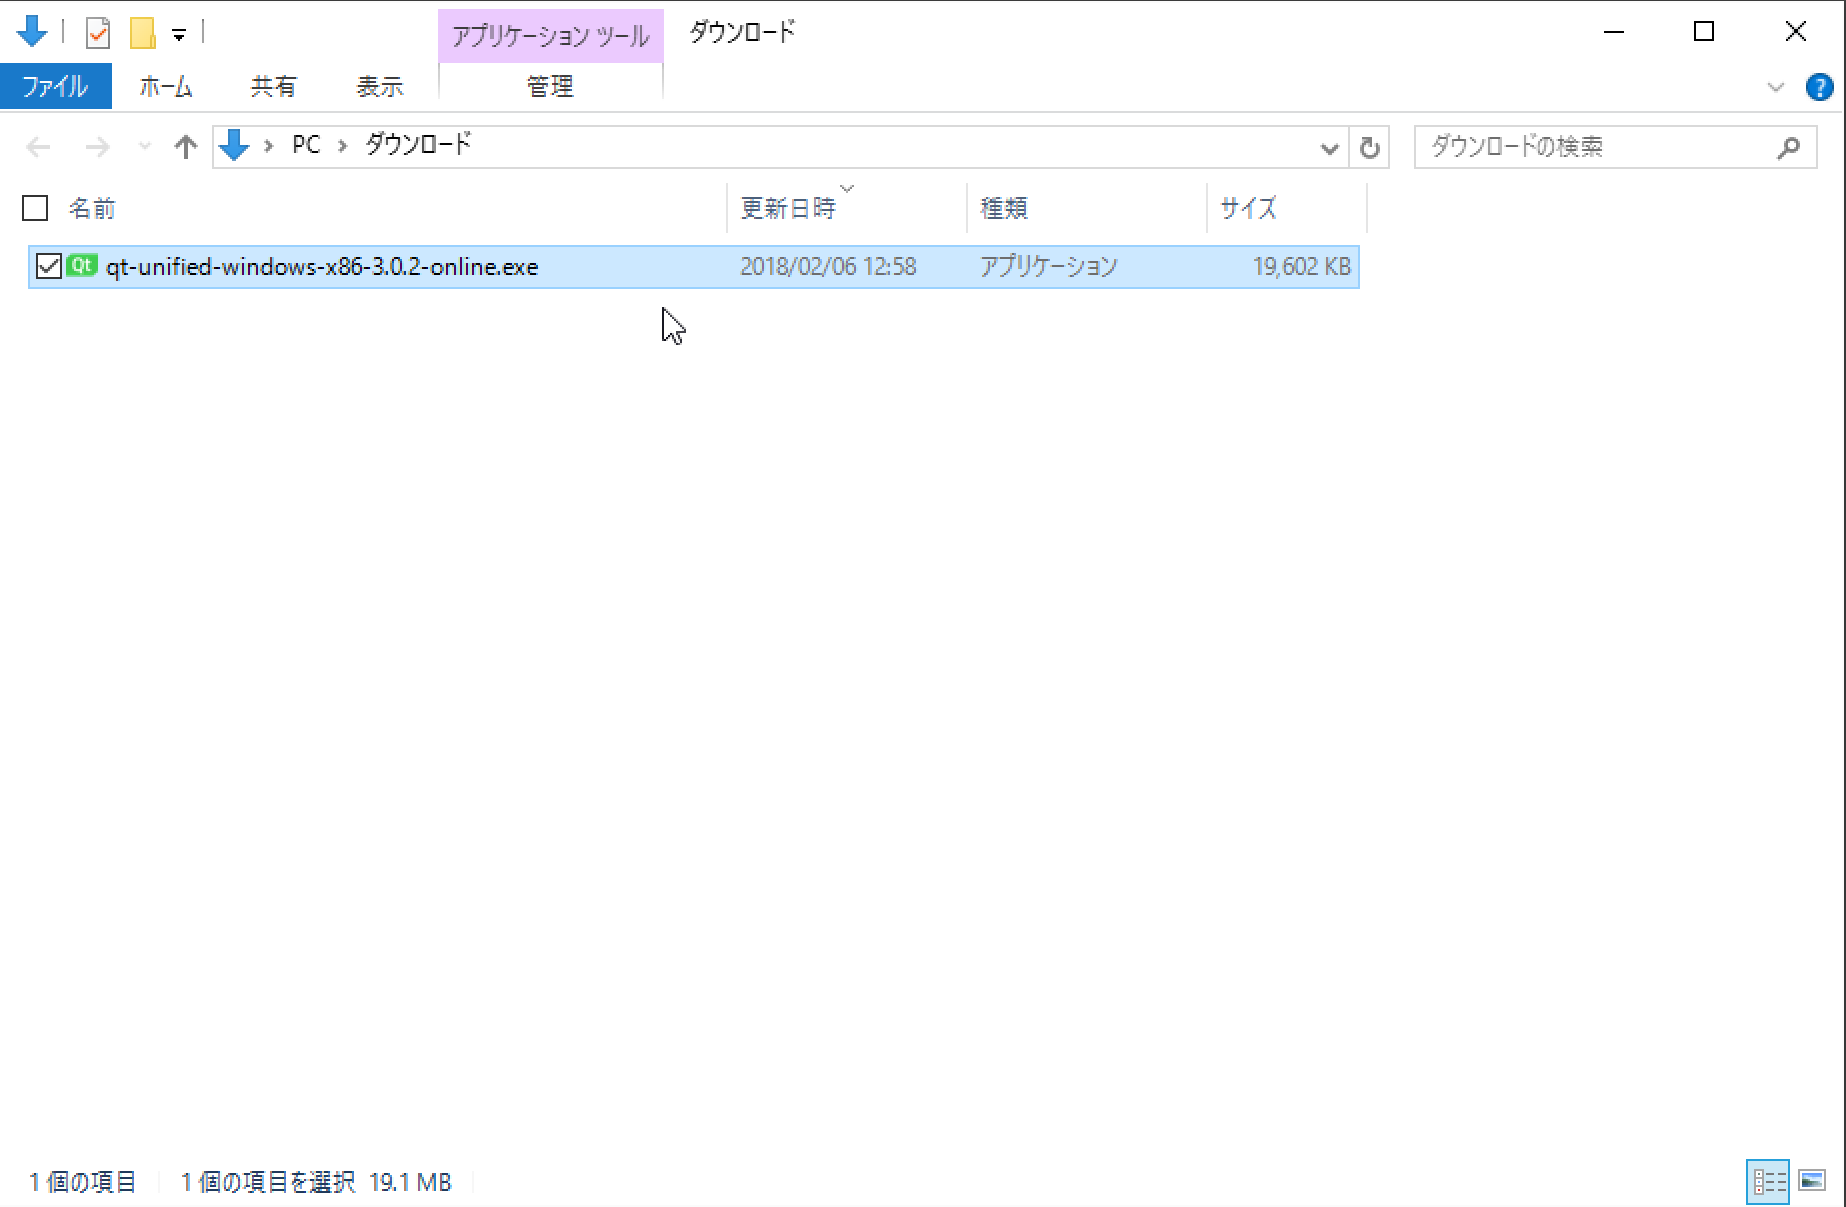 アプリケーション ツール ダウンロード
ファイル ホーム 共有 表示 管理 ?
PC ダウンロード ダウンロードの検索
名前 更新日時 種類 サイズ
Qt qt-unified-windows-x86-3.0.2-online.exe 2018/02/06 12:58 アプリケーション 19,602 KB
1 個の項目 1 個の項目を選択 19.1 MB